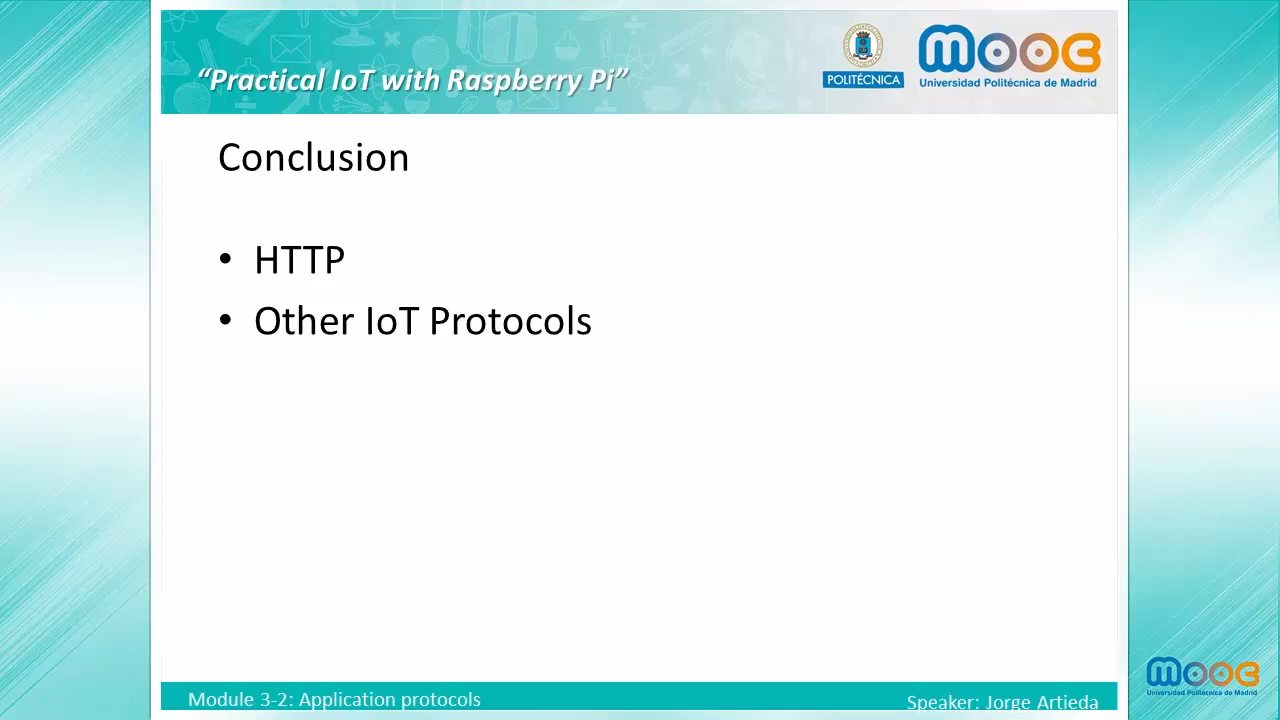 “Practical IoT with Raspberry Pi”
POLITÉCNICA
mooc
Universidad Politécnica de Madrid
Conclusion
• HTTP
• Other IoT Protocols
Module 3-2: Application protocols
Speaker: Jorge Artieda
mooc
Universidad Politécnica de Madrid